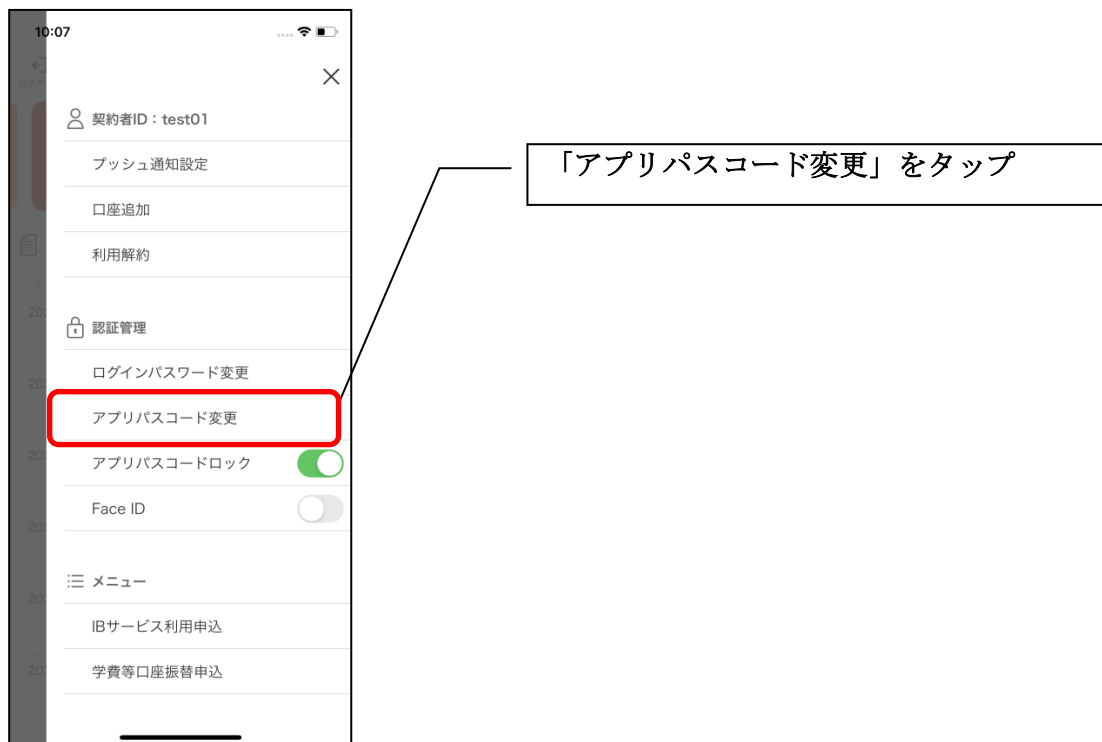 10:07
契約者ID：test01
プッシュ通知設定
口座追加
利用解約
認証管理
ログインパスワード変更
アプリパスコード変更
アプリパスコードロック
Face ID
メニュー
IBサービス利用申込
学費等口座振替申込
「アプリパスコード変更」をタップ